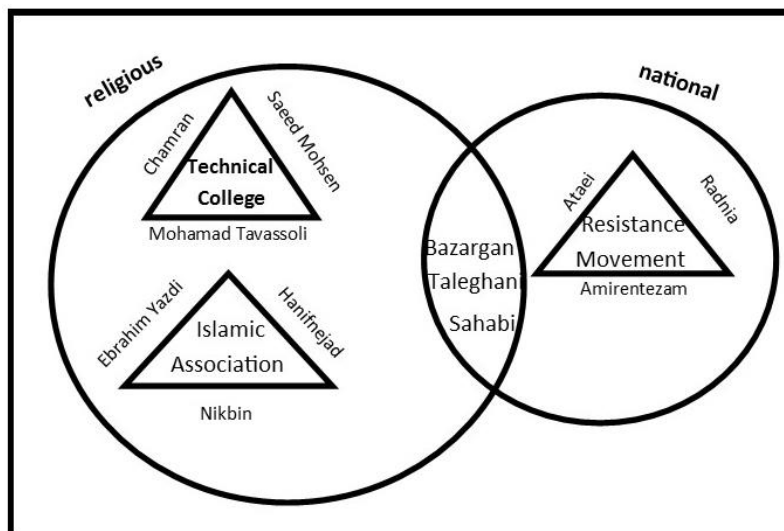 religious
national
Chamran
Saeed Mohsen
Technical
College
Mohamad Tavassoli
Ebrahim Yazdi
Hanifnejad
Islamic
Association
Nikbin
Bazargan
Taleghani
Sahabi
Ataei
Radnia
Resistance
Movement
Amirentezam